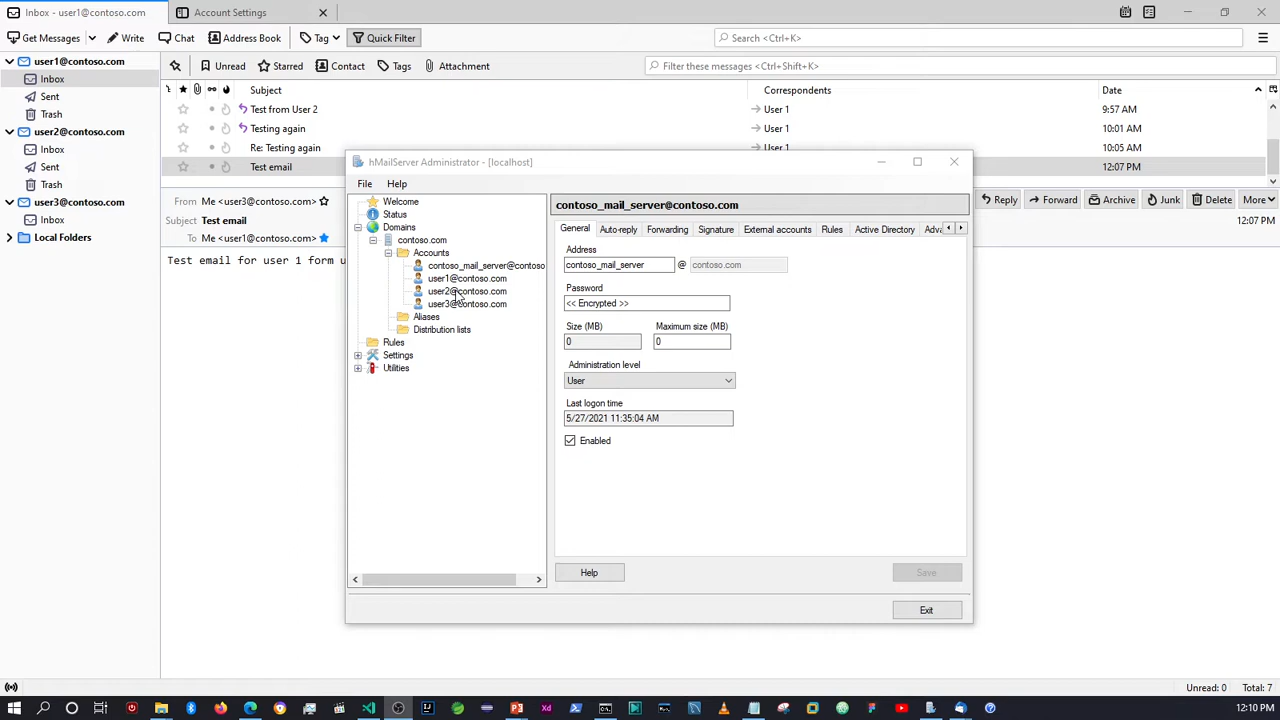 Inbox - user1@contoso.com
Account Settings
Get Messages
Write
Chat
Address Book
Tag
Quick Filter
Search <Ctrl+K>
user1@contoso.com
Inbox
Sent
Trash
user2@contoso.com
Inbox
Sent
Trash
user3@contoso.com
Inbox
Local Folders
Unread
Starred
Contact
Tags
Attachment
Filter these messages <Ctrl+Shift+K>
Subject
Correspondents
Date
Test from User 2
User 1
9:57 AM
Testing again
User 1
10:01 AM
Re: Testing again
User 1
10:05 AM
Test email
12:07 PM
From Me <user3@contoso.com>
Reply
Forward
Archive
Junk
Delete
More
Subject Test email
12:07 PM
To Me <user1@contoso.com>
Test email for user 1 form u
hMailServer Administrator - [localhost]
File
Help
Welcome
Status
Domains
contoso.com
Accounts
contoso_mail_server@contoso
user1@contoso.com
user2@contoso.com
user3@contoso.com
Aliases
Distribution lists
Rules
Settings
Utilities
contoso_mail_server@contoso.com
General
Auto-reply
Forwarding
Signature
External accounts
Rules
Active Directory
Adva
Address
contoso_mail_server @ contoso.com
Password
<< Encrypted >>
Size (MB)
Maximum size (MB)
0
0
Administration level
User
Last logon time
5/27/2021 11:35:04 AM
Enabled
Help
Save
Exit
Unread: 0
Total: 7
12:10 PM